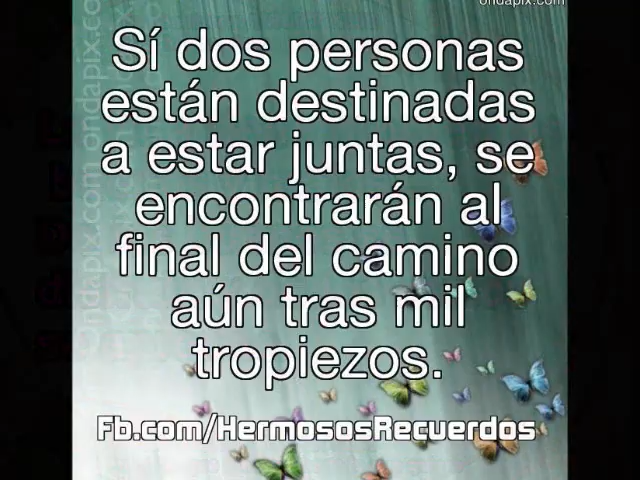 ondapix.com
Sí dos personas
están destinadas
a estar juntas, se
encontrarán al
final del camino
aún tras mil
tropiezos.
Fb.com/HermososRecuerdos
ondapix.com ondapix.com